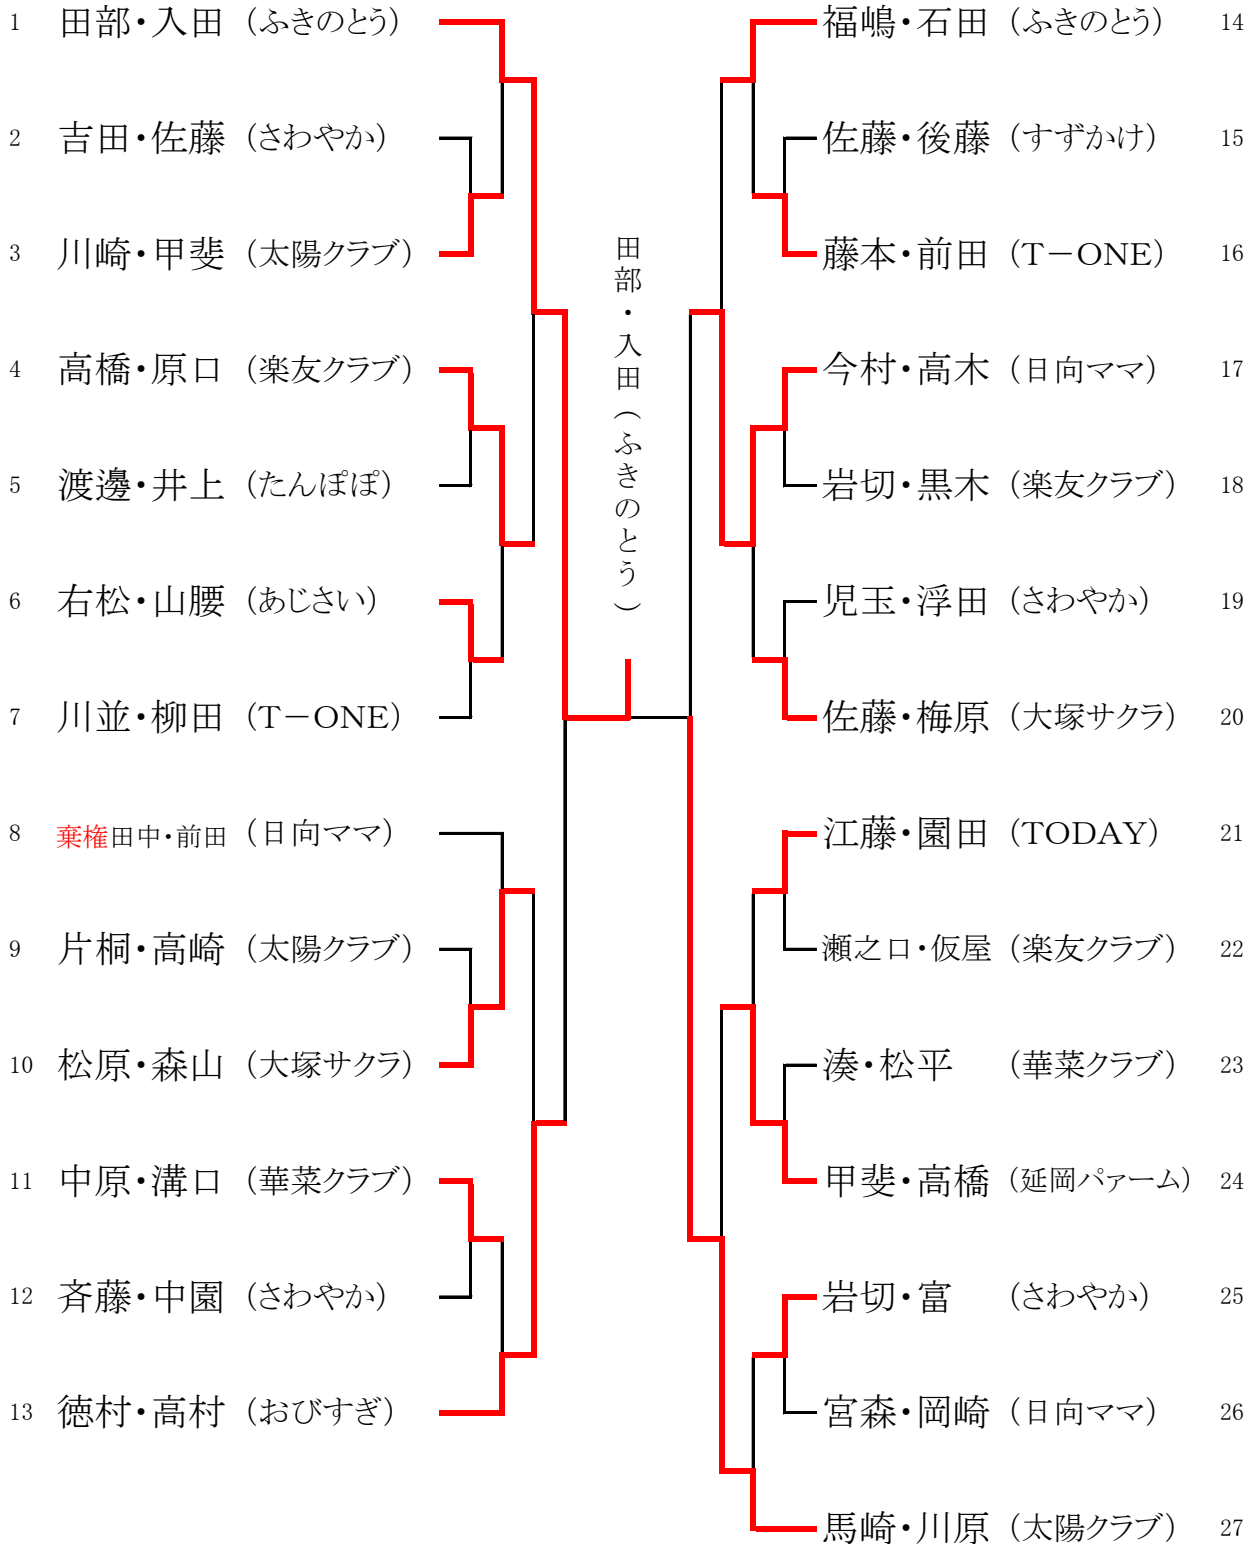 1 田部・入田 (ふきのとう)
2 吉田・佐藤 (さわやか)
3 川崎・甲斐 (太陽クラブ)
4 高橋・原口 (楽友クラブ)
5 渡邊・井上 (たんぽぽ)
6 右松・山腰 (あじさい)
7 川並・柳田 (T－ONE)
8 棄権田中・前田 (日向ママ)
9 片桐・高崎 (太陽クラブ)
10 松原・森山 (大塚サクラ)
11 中原・溝口 (華菜クラブ)
12 斉藤・中園 (さわやか)
13 徳村・高村 (おびすぎ)
田部・入田(ふきのとう)
福嶋・石田 (ふきのとう) 14
佐藤・後藤 (すずかけ) 15
藤本・前田 (T－ONE) 16
今村・高木 (日向ママ) 17
岩切・黒木 (楽友クラブ) 18
児玉・浮田 (さわやか) 19
佐藤・梅原 (大塚サクラ) 20
江藤・園田 (TODAY) 21
瀬之口・仮屋 (楽友クラブ) 22
湊・松平 (華菜クラブ) 23
甲斐・高橋 (延岡パァーム) 24
岩切・富 (さわやか) 25
宮森・岡崎 (日向ママ) 26
馬崎・川原 (太陽クラブ) 27